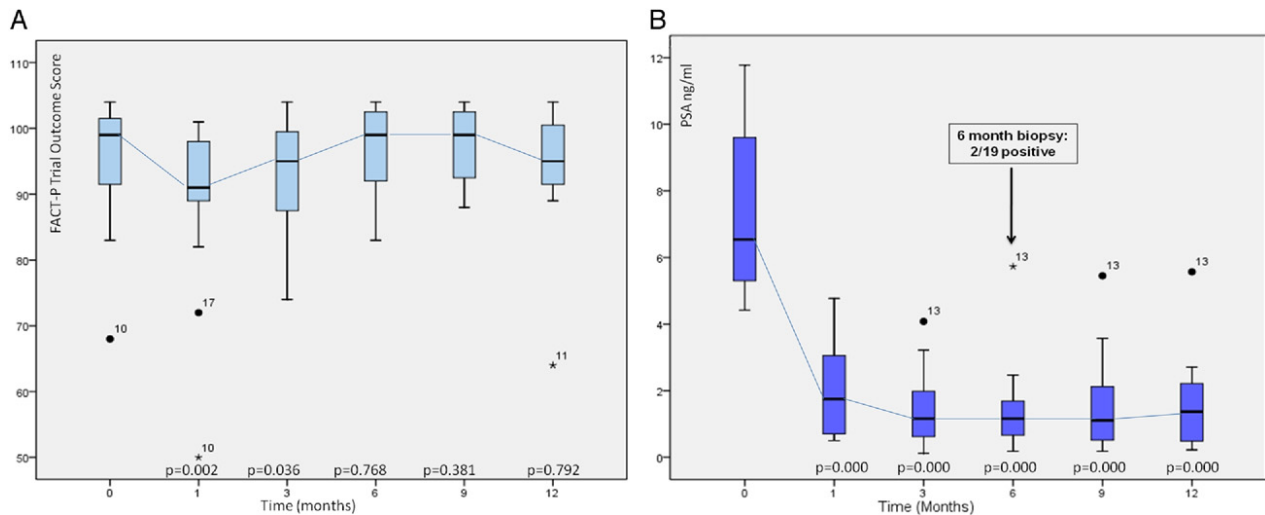 A
FACT-P Trial Outcome Score
110
100
90
80
70
60
50
10
17
10
11
p=0.002 p=0.036 p=0.768 p=0.381 p=0.792
0 1 3 6 9 12
Time (months)
B
PSA ng/ml
12
10
8
6
4
2
0
6 month biopsy:
2/19 positive
13
13
13
13
p=0.000 p=0.000 p=0.000 p=0.000 p=0.000
0 1 3 6 9 12
Time (Months)